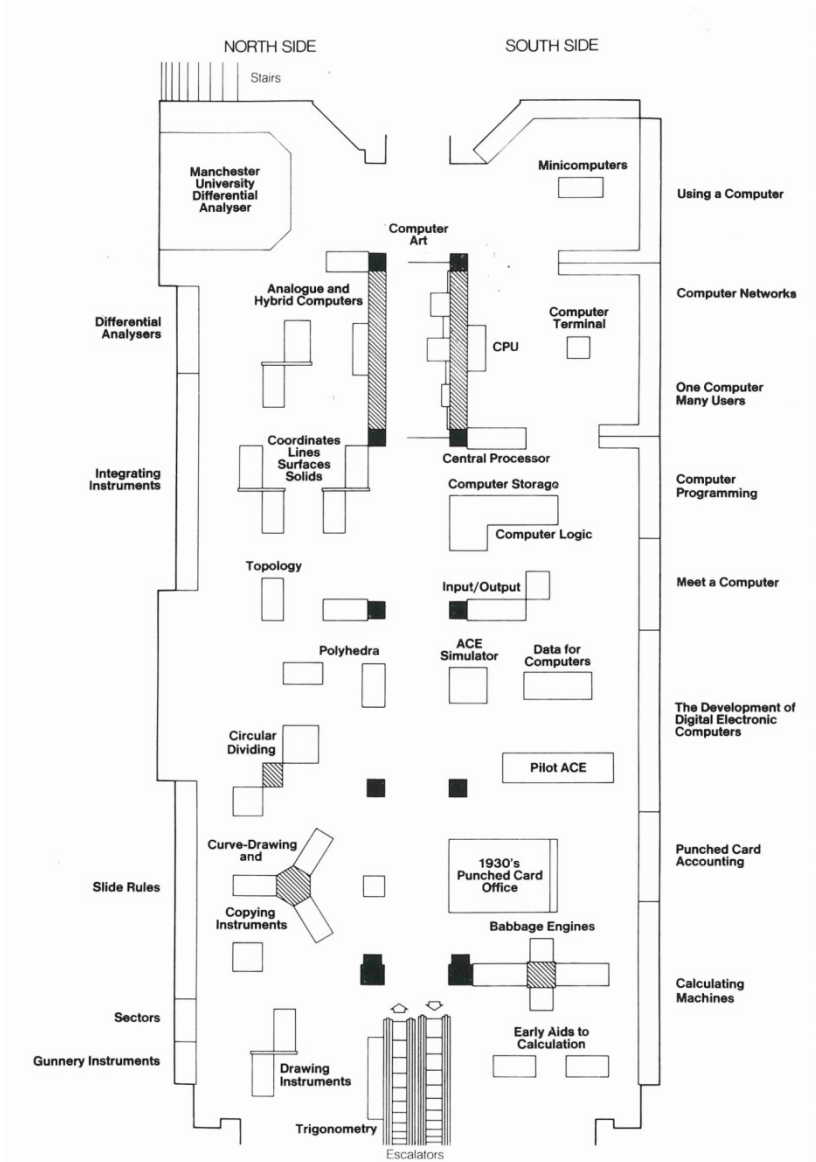 NORTH SIDE
SOUTH SIDE
Stairs
Manchester
University
Differential
Analyser
Minicomputers
Using a Computer
Computer
Art
Analogue and
Hybrid Computers
Differential
Analysers
Computer Networks
Computer
Terminal
CPU
One Computer
Many Users
Coordinates
Lines
Surfaces
Solids
Integrating
Instruments
Central Processor
Computer Storage
Computer Logic
Computer
Programming
Topology
Input/Output
Meet a Computer
Polyhedra
ACE
Simulator
Data for
Computers
The Development of
Digital Electronic
Computers
Circular
Dividing
Pilot ACE
Curve-Drawing
and
Copying
Instruments
Slide Rules
1930's
Punched Card
Office
Punched Card
Accounting
Babbage Engines
Calculating
Machines
Sectors
Gunnery Instruments
Drawing
Instruments
Early Aids to
Calculation
Trigonometry
Escalators